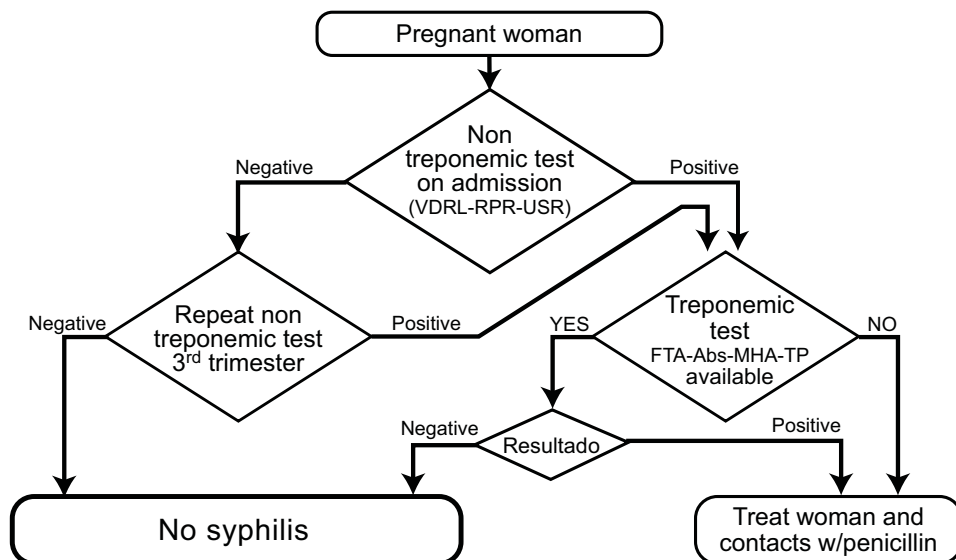 Pregnant woman
Non
treponemic test
on admission
(VDRL-RPR-USR)
Negative
Positive
Repeat non
treponemic test
3rd trimester
Negative
Positive
Treponemic
test
FTA-Abs-MHA-TP
available
YES
NO
Resultado
Negative
Positive
No syphilis
Treat woman and
contacts w/penicillin